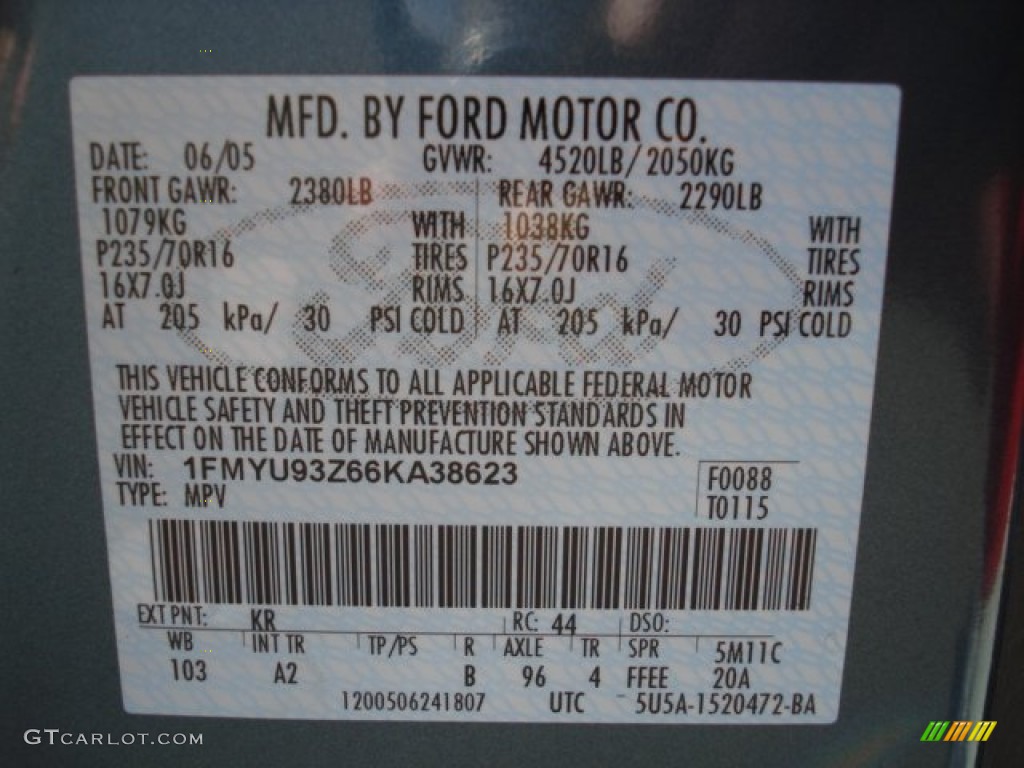 MFD. BY FORD MOTOR CO.
DATE: 06/05 GVWR: 4520LB/2050KG
FRONT GAWR: 2380LB REAR GAWR: 2290LB
1079KG WITH 1038KG WITH
P235/70R16 TIRES P235/70R16 TIRES
16X7.0J RIMS 16X7.0J RIMS
AT 205 kPa/ 30 PSI COLD AT 205 kPa/ 30 PSI COLD
Ford
THIS VEHICLE CONFORMS TO ALL APPLICABLE FEDERAL MOTOR
VEHICLE SAFETY AND THEFT PREVENTION STANDARDS IN
EFFECT ON THE DATE OF MANUFACTURE SHOWN ABOVE.
VIN: 1FMYU93Z66KA38623 F0088
TYPE: MPV T0115
EXT PNT: KR RC: 44 DSO:
WB INT TR TP/PS R AXLE TR SPR 5M11C
103 A2 B 96 4 FFEE 20A
1200506241807 UTC 5U5A-1520472-BA
GTCARLOT.COM